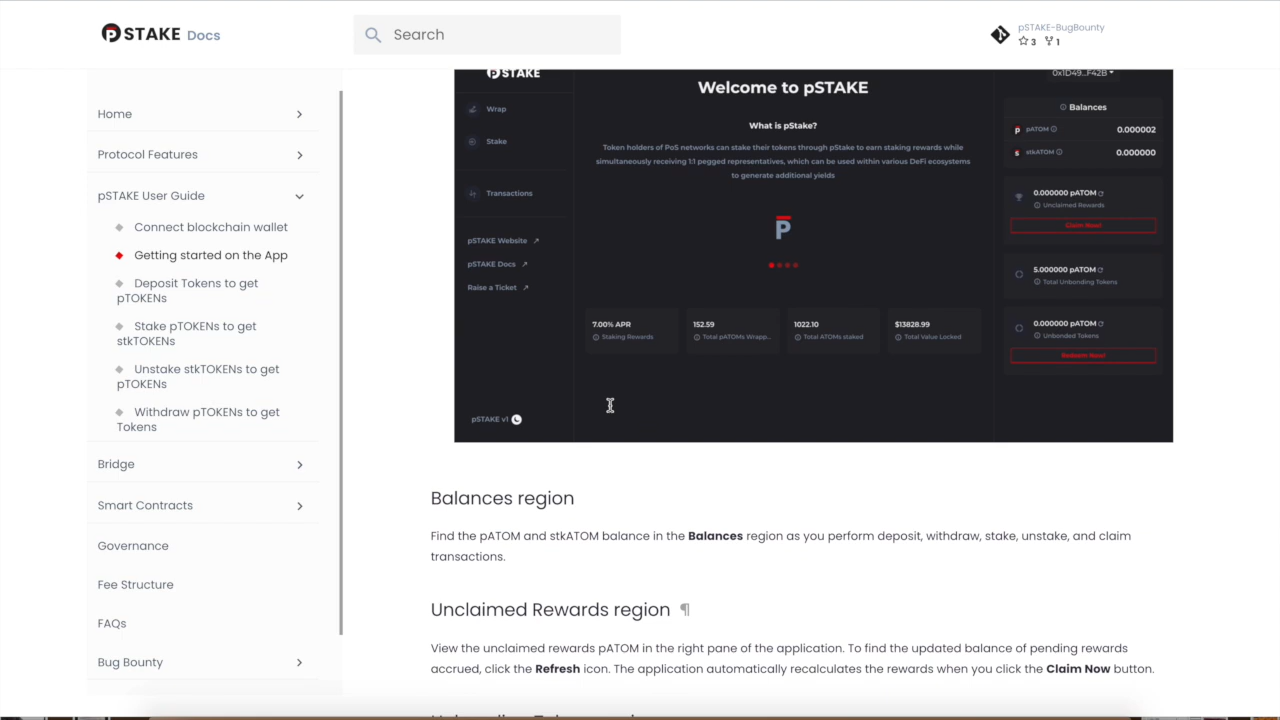 pSTAKE Docs
Search
pSTAKE-BugBounty
3 1
Home
Protocol Features
pSTAKE User Guide
Connect blockchain wallet
Getting started on the App
Deposit Tokens to get
pTOKENs
Stake pTOKENs to get
stkTOKENs
Unstake stkTOKENs to get
pTOKENs
Withdraw pTOKENs to get
Tokens
Bridge
Smart Contracts
Governance
Fee Structure
FAQs
Bug Bounty
pSTAKE
Wrap
Stake
Transactions
pSTAKE Website
pSTAKE Docs
Raise a Ticket
pSTAKE v1
Welcome to pSTAKE
What is pStake?
Token holders of PoS networks can stake their tokens through pStake to earn staking rewards while
simultaneously receiving 1:1 pegged representatives, which can be used within various DeFi ecosystems
to generate additional yields
7.00% APR
Staking Rewards
152.59
Total pATOMs Wrapp...
1022.10
Total ATOMs staked
$13828.99
Total Value Locked
0x1D49...F42B
Balances
pATOM 0.000002
stkATOM 0.000000
0.000000 pATOM
Unclaimed Rewards
Claim Now!
5.000000 pATOM
Total Unbonding Tokens
0.000000 pATOM
Unbonded Tokens
Redeem Now!
Balances region
Find the pATOM and stkATOM balance in the Balances region as you perform deposit, withdraw, stake, unstake, and claim
transactions.
Unclaimed Rewards region ¶
View the unclaimed rewards pATOM in the right pane of the application. To find the updated balance of pending rewards
accrued, click the Refresh icon. The application automatically recalculates the rewards when you click the Claim Now button.